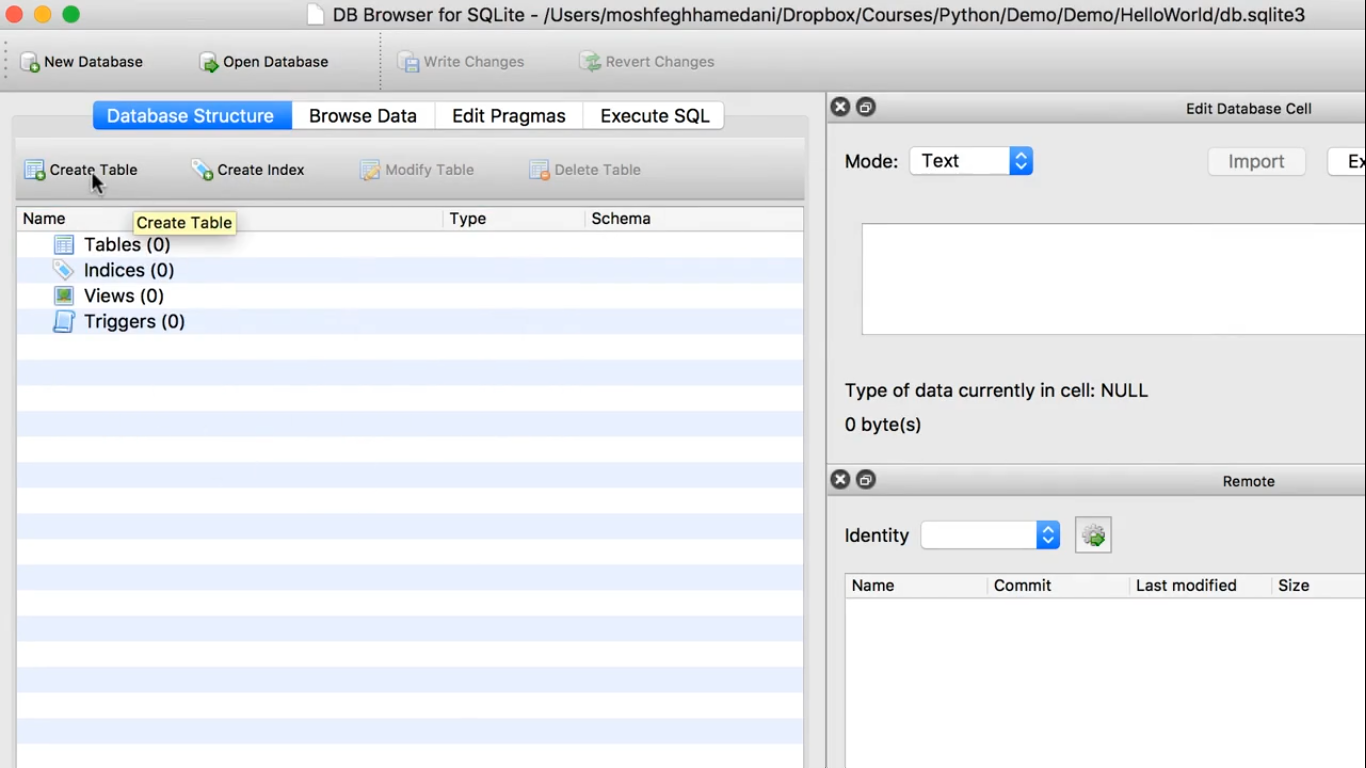 DB Browser for SQLite - /Users/moshfeghhamedani/Dropbox/Courses/Python/Demo/Demo/HelloWorld/db.sqlite3
New Database Open Database Write Changes Revert Changes
Database Structure Browse Data Edit Pragmas Execute SQL
Create Table Create Index Modify Table Delete Table
Name Type Schema
Create Table
Tables (0)
Indices (0)
Views (0)
Triggers (0)
Edit Database Cell
Mode: Text Import Ex
Type of data currently in cell: NULL
0 byte(s)
Remote
Identity
Name Commit Last modified Size